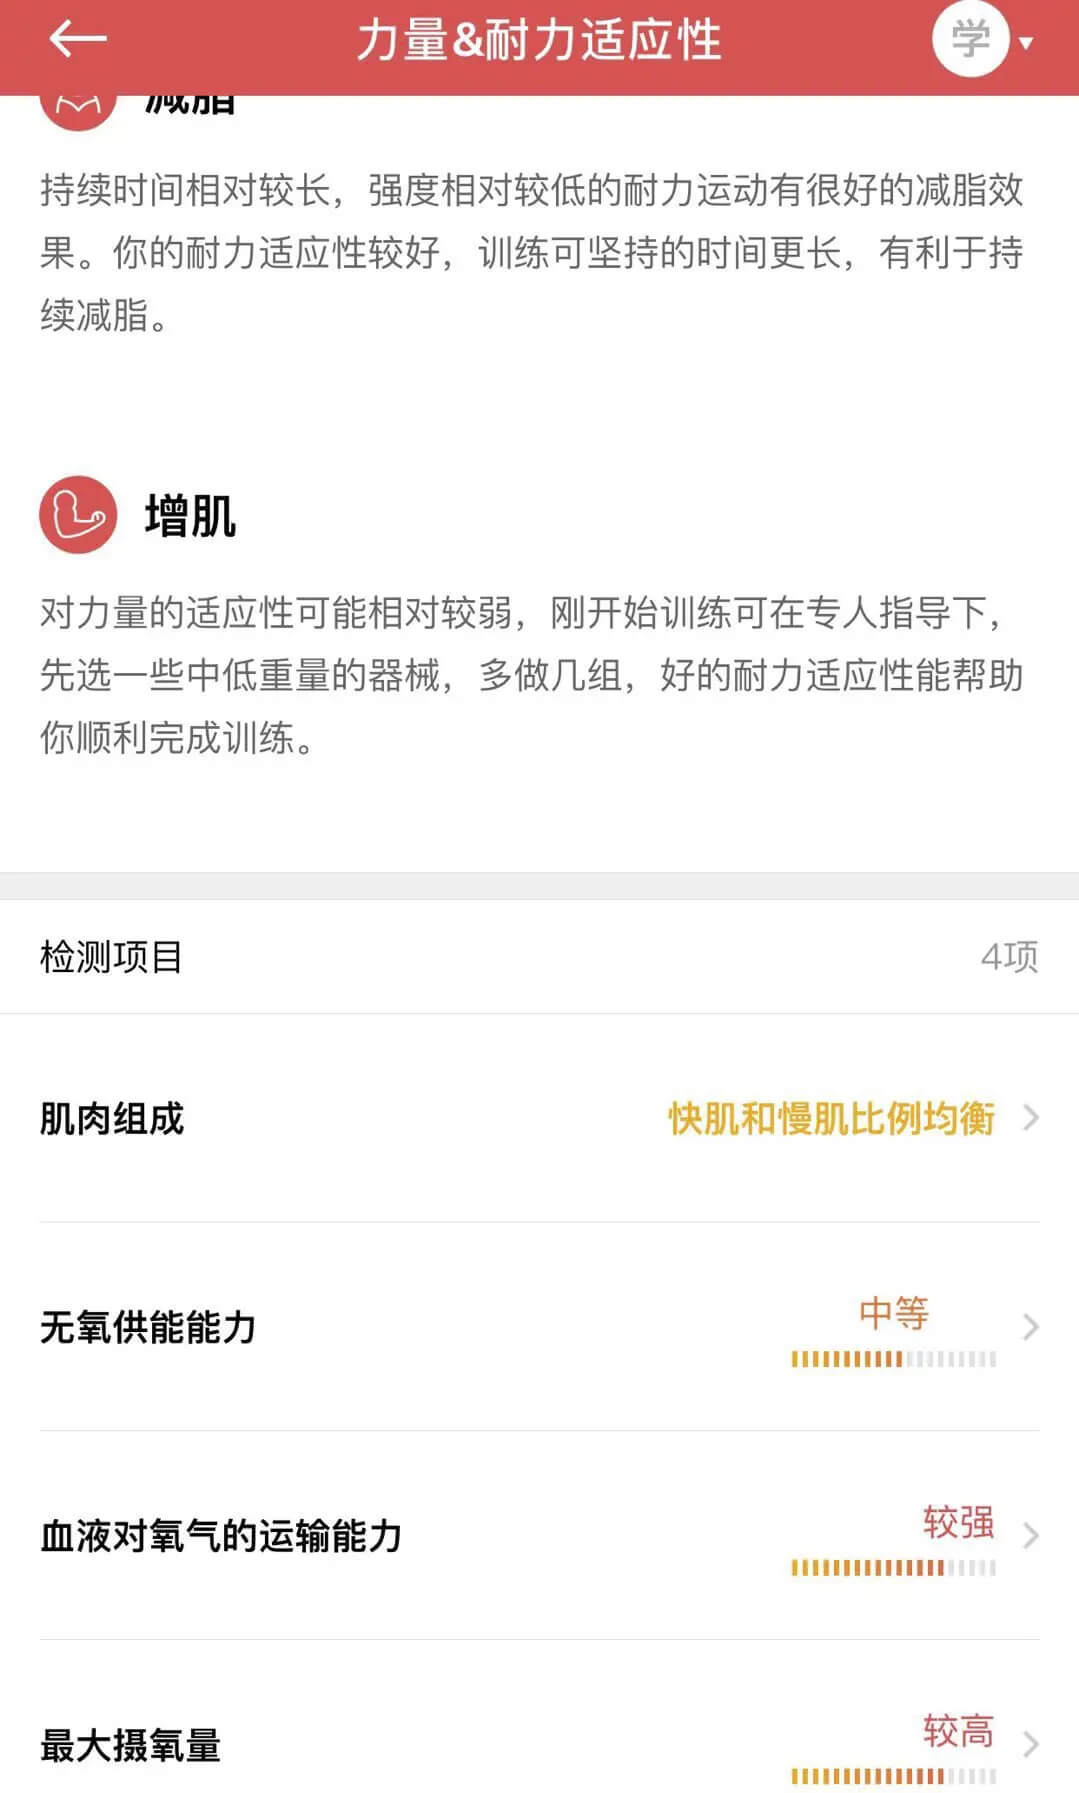 力量&耐力适应性
学
减脂
持续时间相对较长，强度相对较低的耐力运动有很好的减脂效
果。你的耐力适应性较好，训练可坚持的时间更长，有利于持
续减脂。
增肌
对力量的适应性可能相对较弱，刚开始训练可在专人指导下，
先选一些中低重量的器械，多做几组，好的耐力适应性能帮助
你顺利完成训练。
检测项目 4项
肌肉组成 快肌和慢肌比例均衡
无氧供能能力 中等
血液对氧气的运输能力 较强
最大摄氧量 较高